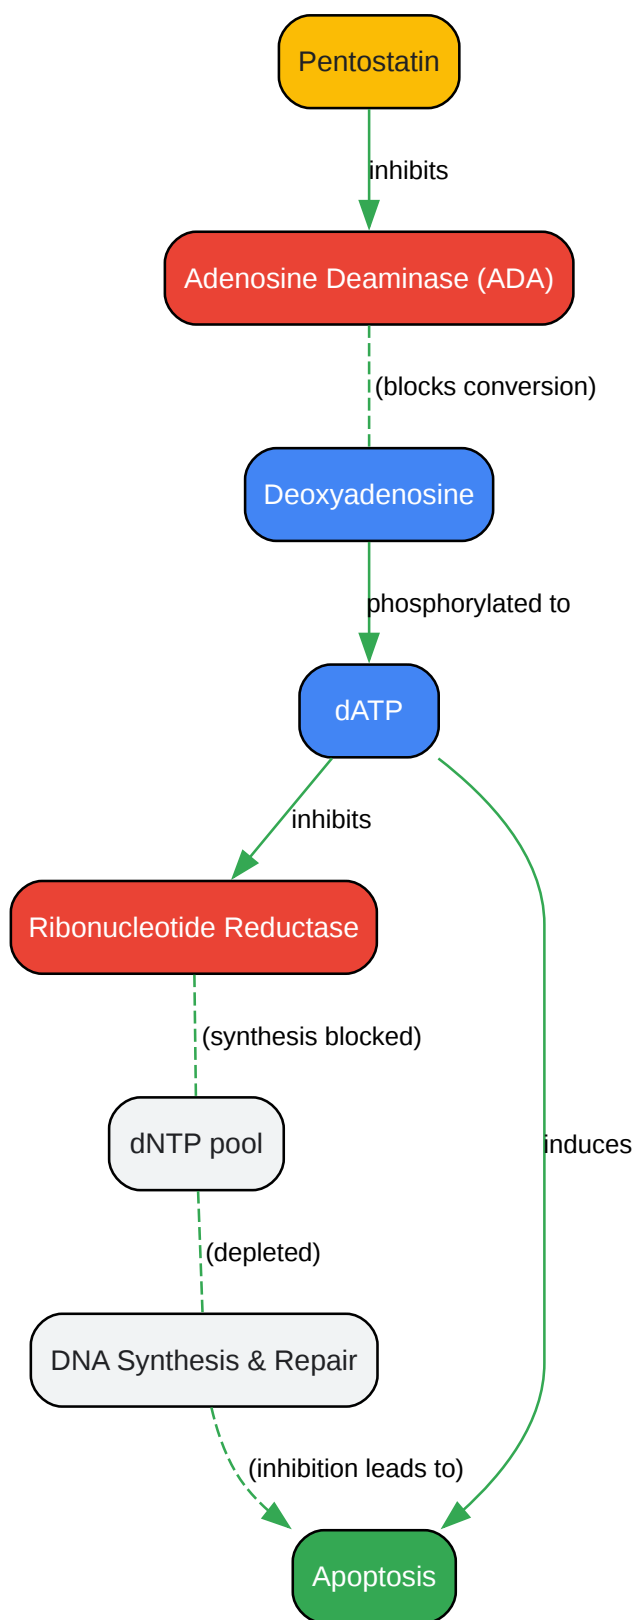 Pentostatin
inhibits
Adenosine Deaminase (ADA)
(blocks conversion)
Deoxyadenosine
phosphorylated to
dATP
inhibits
Ribonucleotide Reductase
(synthesis blocked)
dNTP pool
induces
(depleted)
DNA Synthesis & Repair
(inhibition leads to)
Apoptosis